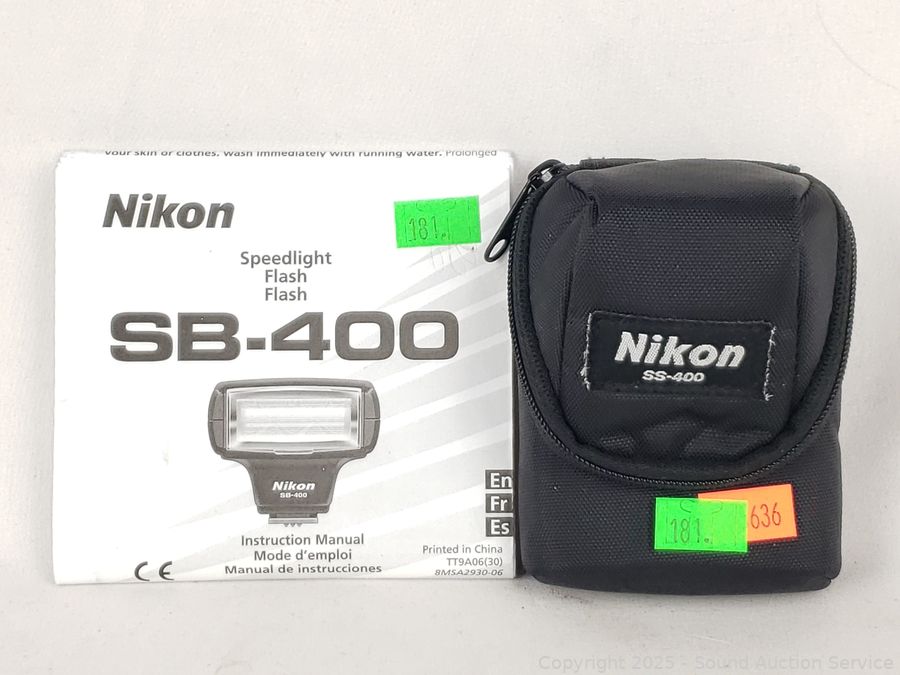 your skin or clothes, wash immediately with running water. Prolonged
Nikon
181.
Speedlight
Flash
Flash
SB-400
Nikon
SB-400
En
Fr
Es
Instruction Manual
Mode d'emploi
Manual de instrucciones
CE
Printed in China
TT9A06(30)
8MSA2930-06
Nikon
SS-400
181.
636
Copyright 2025 - Sound Auction Service